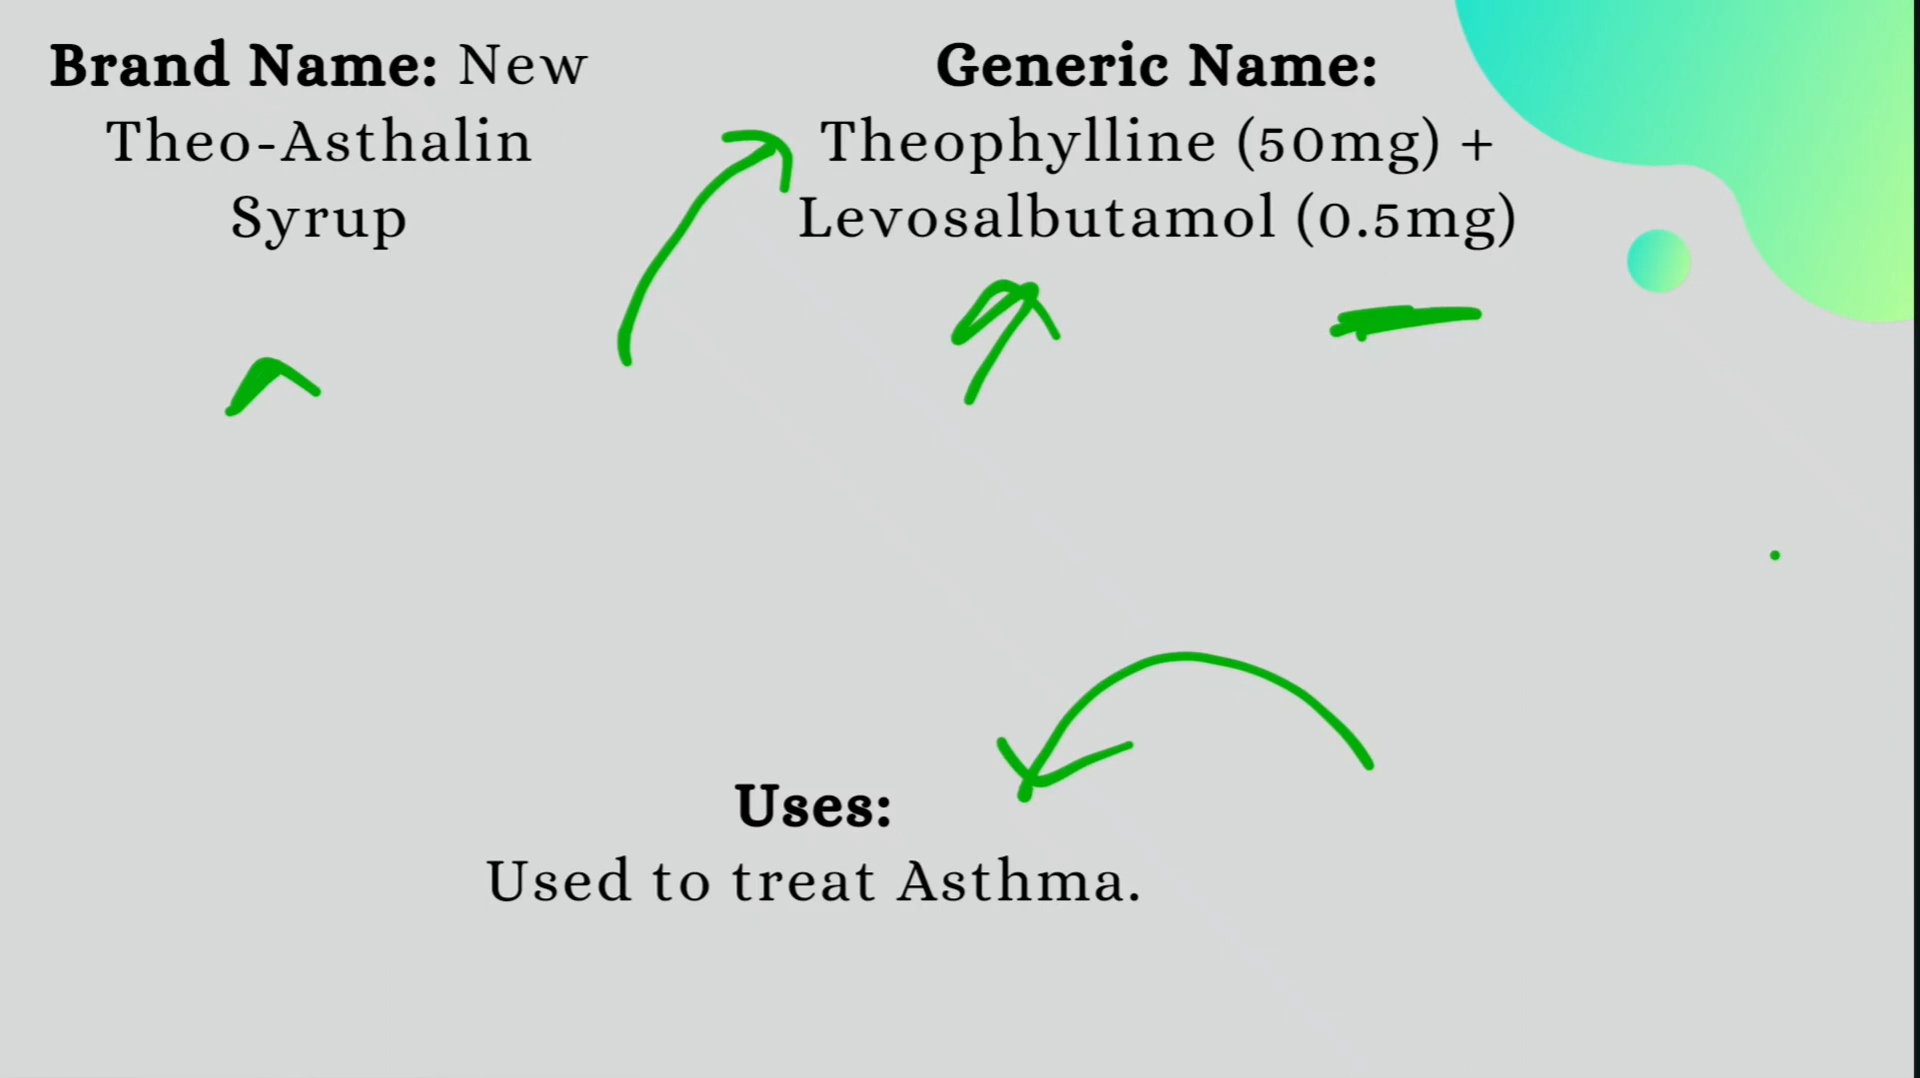 Brand Name: New
Theo-Asthalin
Syrup
Generic Name:
Theophylline (50mg) +
Levosalbutamol (0.5mg)
Uses:
Used to treat Asthma.